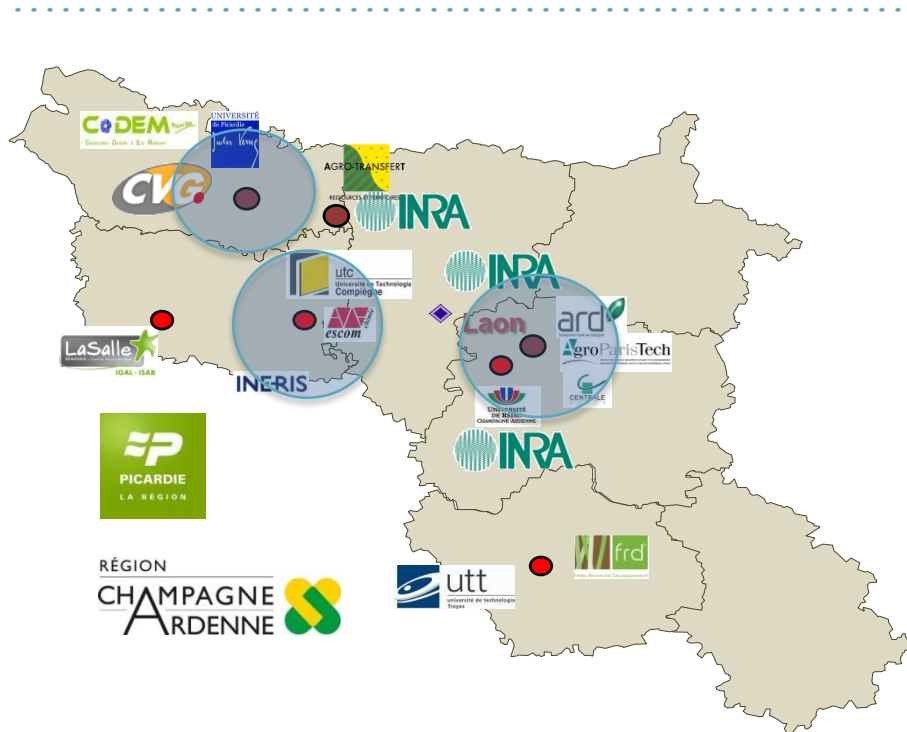 CODEM Picardie
UNIVERSITÉ
de Picardie
Jules Verne
CVG
AGRO-TRANSFERT
RESSOURCES ET TERRITOIRES
INRA
utc
Université de Technologie
Compiègne
escom
chimie
INERIS
LaSalle
IGAL - ISAB
INRA
Laon
ard
AgroParisTech
CENTRALE
UNIVERSITÉ
DE REIMS
CHAMPAGNE ARDENNE
INRA
PICARDIE
LA RÉGION
RÉGION
CHAMPAGNE
ARDENNE
utt
université de technologie
Troyes
frd